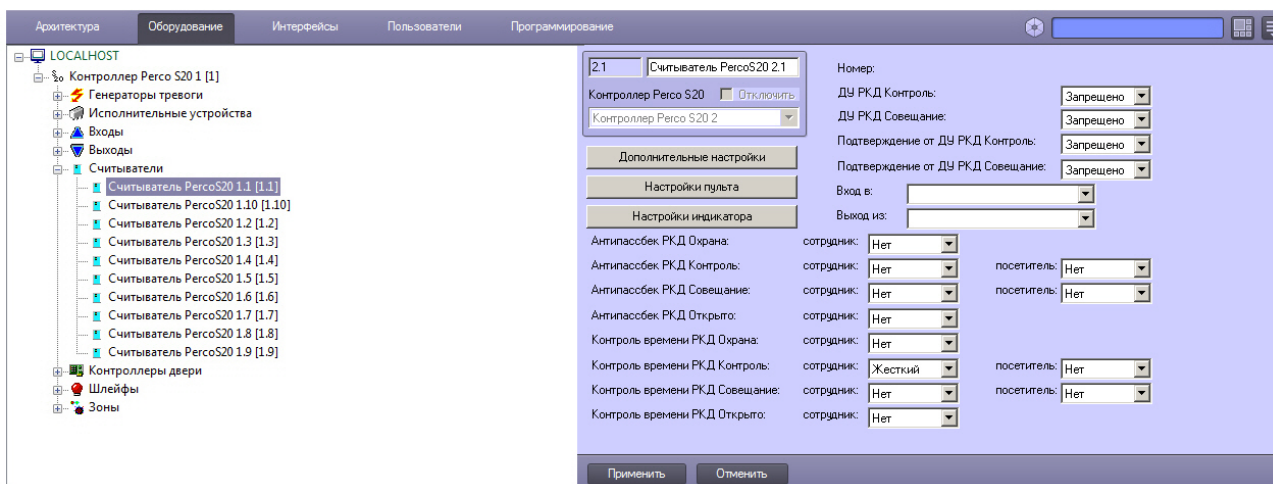 Архитектура Оборудование Интерфейсы Пользователи Программирование
LOCALHOST
Контроллер Perco S20 1 [1]
Генераторы тревоги
Исполнительные устройства
Входы
Выходы
Считыватели
Считыватель PercoS20 1.1 [1.1]
Считыватель PercoS20 1.10 [1.10]
Считыватель PercoS20 1.2 [1.2]
Считыватель PercoS20 1.3 [1.3]
Считыватель PercoS20 1.4 [1.4]
Считыватель PercoS20 1.5 [1.5]
Считыватель PercoS20 1.6 [1.6]
Считыватель PercoS20 1.7 [1.7]
Считыватель PercoS20 1.8 [1.8]
Считыватель PercoS20 1.9 [1.9]
Контроллеры двери
Шлейфы
Зоны
2.1 Считыватель PercoS20 2.1
Контроллер Perco S20 Отключить
Контроллер Perco S20 2
Дополнительные настройки
Настройки пульта
Настройки индикатора
Номер:
ДУ РКД Контроль: Запрещено
ДУ РКД Совещание: Запрещено
Подтверждение от ДУ РКД Контроль: Запрещено
Подтверждение от ДУ РКД Совещание: Запрещено
Вход в:
Выход из:
Антипассбек РКД Охрана: сотрудник: Нет
Антипассбек РКД Контроль: сотрудник: Нет посетитель: Нет
Антипассбек РКД Совещание: сотрудник: Нет посетитель: Нет
Антипассбек РКД Открыто: сотрудник: Нет
Контроль времени РКД Охрана: сотрудник: Нет
Контроль времени РКД Контроль: сотрудник: Жесткий посетитель: Нет
Контроль времени РКД Совещание: сотрудник: Нет посетитель: Нет
Контроль времени РКД Открыто: сотрудник: Нет
Применить Отменить